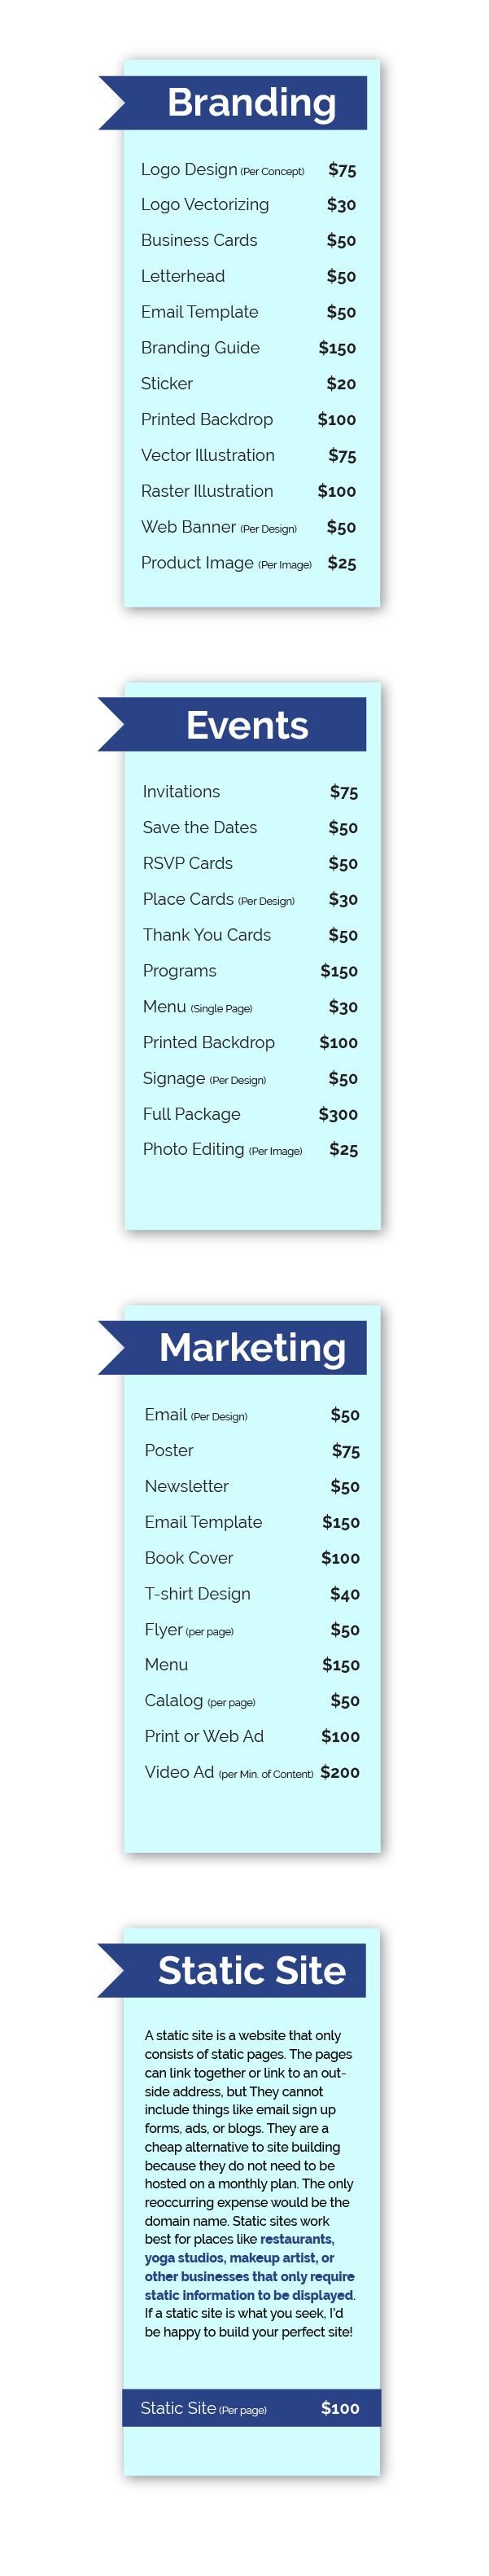 Branding
Logo Design (Per Concept) $75
Logo Vectorizing $30
Business Cards $50
Letterhead $50
Email Template $50
Branding Guide $150
Sticker $20
Printed Backdrop $100
Vector Illustration $75
Raster Illustration $100
Web Banner (Per Design) $50
Product Image (Per Image) $25
Events
Invitations $75
Save the Dates $50
RSVP Cards $50
Place Cards (Per Design) $30
Thank You Cards $50
Programs $150
Menu (Single Page) $30
Printed Backdrop $100
Signage (Per Design) $50
Full Package $300
Photo Editing (Per Image) $25
Marketing
Email (Per Design) $50
Poster $75
Newsletter $50
Email Template $150
Book Cover $100
T-shirt Design $40
Flyer (per page) $50
Menu $150
Calalog (per page) $50
Print or Web Ad $100
Video Ad (per Min. of Content) $200
Static Site
A static site is a website that only
consists of static pages. The pages
can link together or link to an out-
side address, but They cannot
include things like email sign up
forms, ads, or blogs. They are a
cheap alternative to site building
because they do not need to be
hosted on a monthly plan. The only
reoccurring expense would be the
domain name. Static sites work
best for places like restaurants,
yoga studios, makeup artist, or
other businesses that only require
static information to be displayed.
If a static site is what you seek, I'd
be happy to build your perfect site!
Static Site (Per page) $100